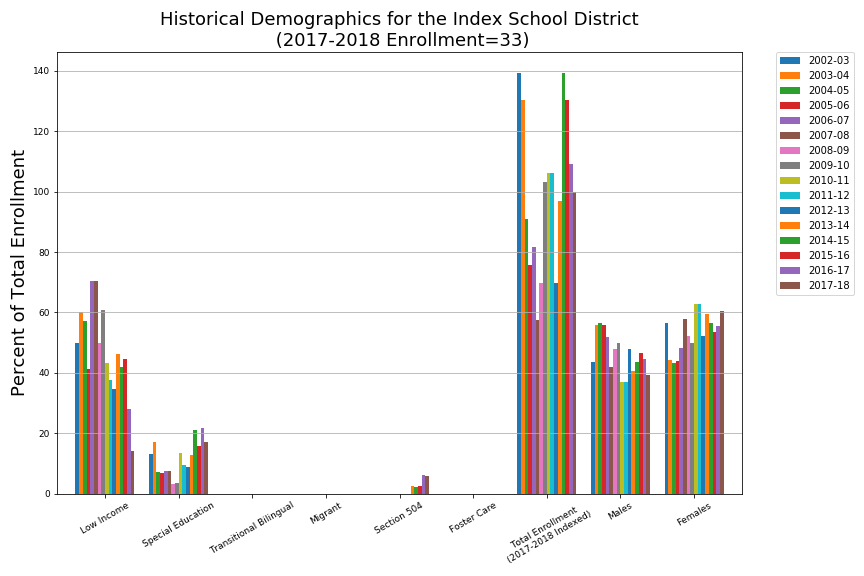 Historical Demographics for the Index School District
(2017-2018 Enrollment=33)
Percent of Total Enrollment
140
120
100
80
60
40
20
0
Low Income
Special Education
Transitional Bilingual
Migrant
Section 504
Foster Care
Total Enrollment
(2017-2018 Indexed)
Males
Females
2002-03
2003-04
2004-05
2005-06
2006-07
2007-08
2008-09
2009-10
2010-11
2011-12
2012-13
2013-14
2014-15
2015-16
2016-17
2017-18